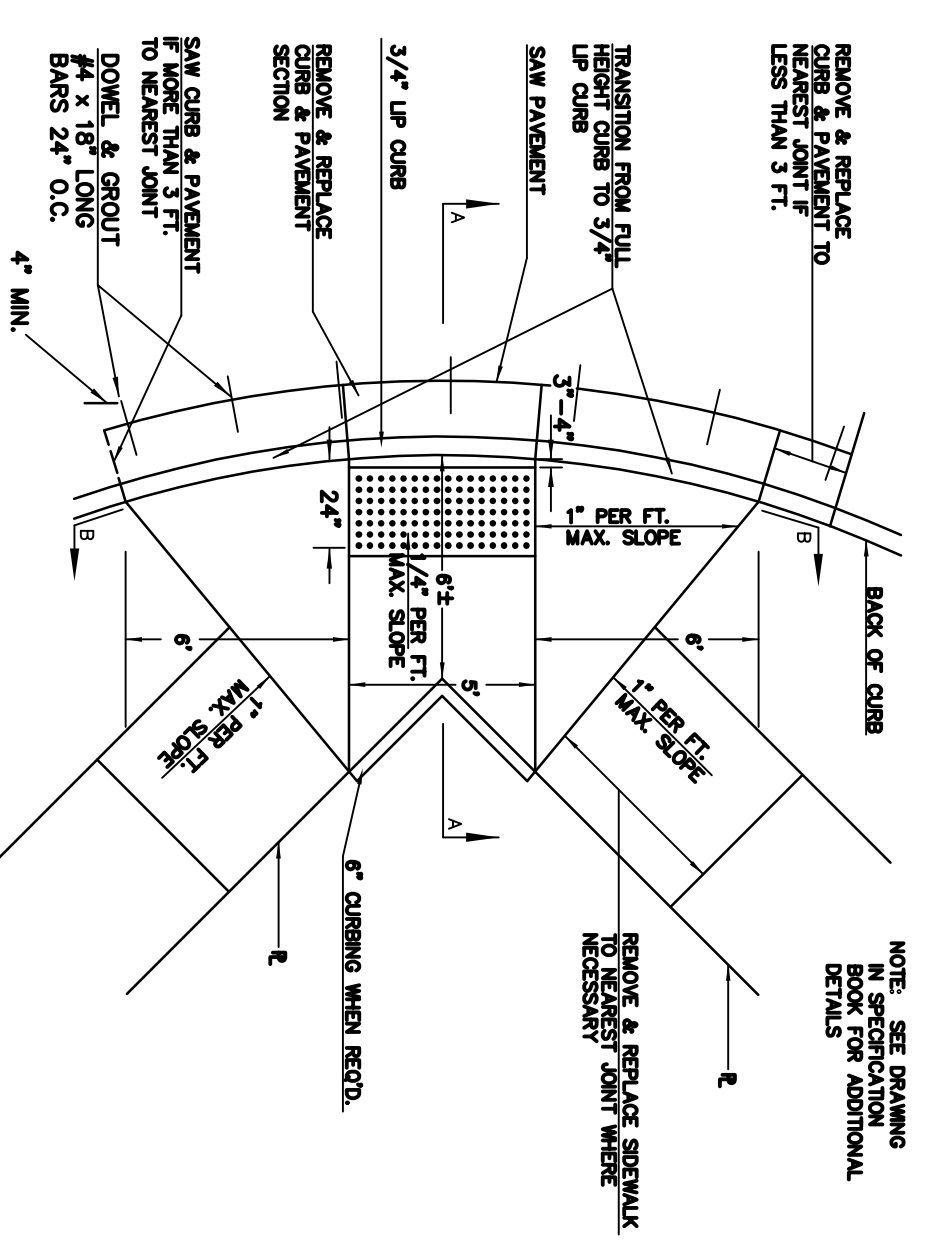 REMOVE & REPLACE
CURB & PAVEMENT TO
NEAREST JOINT IF
LESS THAN 3 FT.
TRANSITION FROM FULL
HEIGHT CURB TO 3/4"
LIP CURB
SAW PAVEMENT
3/4" LIP CURB
REMOVE & REPLACE
CURB & PAVEMENT
SECTION
SAW CURB & PAVEMENT
IF MORE THAN 3 FT.
TO NEAREST JOINT
DOWEL & GROUT
#4 x 18" LONG
BARS 24" O.C.
4" MIN.
A
3"-4"
24"
1" PER FT.
MAX. SLOPE
B
B
BACK OF CURB
6'±
1/4" PER FT.
MAX. SLOPE
6'
6'
5'
1" PER FT.
MAX. SLOPE
1" PER FT.
MAX. SLOPE
A
6" CURBING WHEN REQ'D.
REMOVE & REPLACE SIDEWALK
TO NEAREST JOINT WHERE
NECESSARY
PL
PL
NOTE: SEE DRAWING
IN SPECIFICATION
BOOK FOR ADDITIONAL
DETAILS